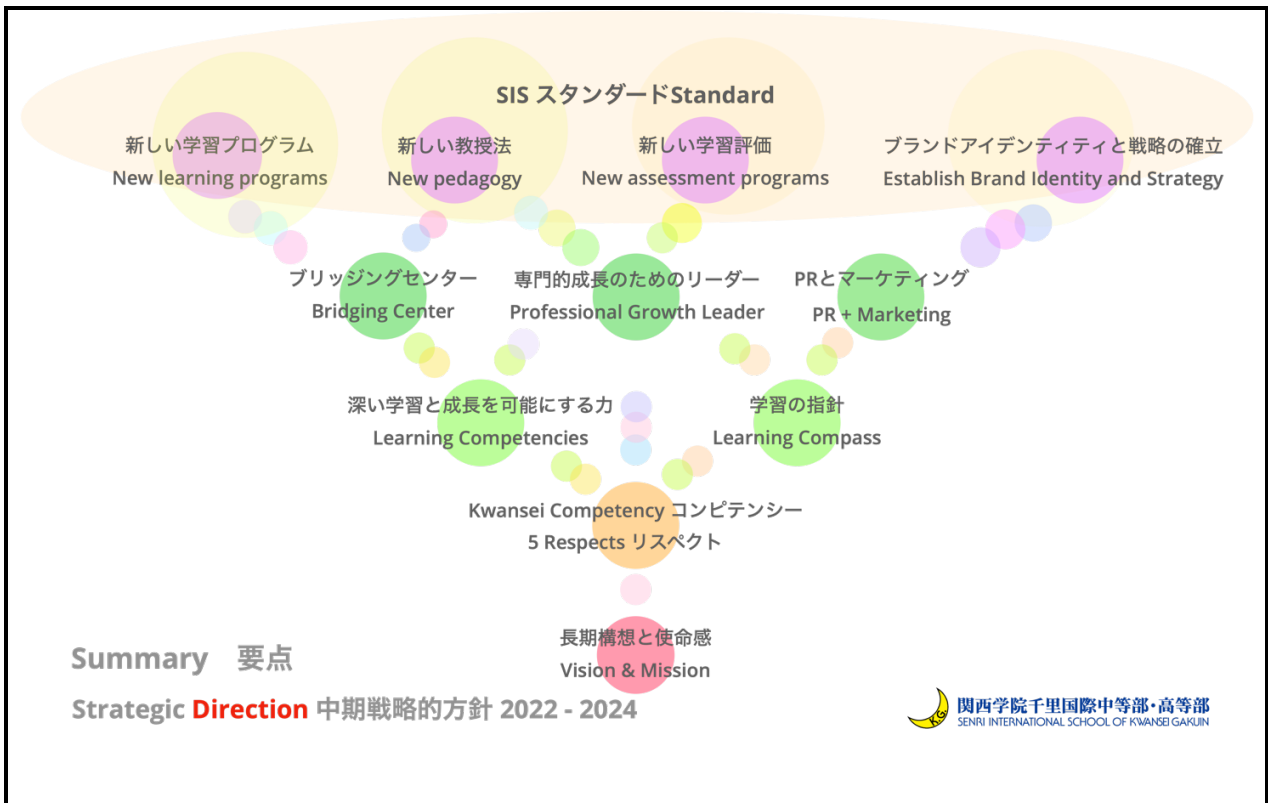 SIS スタンダードStandard
新しい学習プログラム
New learning programs
新しい教授法
New pedagogy
新しい学習評価
New assessment programs
ブランドアイデンティティと戦略の確立
Establish Brand Identity and Strategy
ブリッジングセンター
Bridging Center
専門的成長のためのリーダー
Professional Growth Leader
PRとマーケティング
PR + Marketing
深い学習と成長を可能にする力
Learning Competencies
学習の指針
Learning Compass
Kwansei Competency コンピテンシー
5 Respects リスペクト
長期構想と使命感
Vision & Mission
Summary 要点
Strategic Direction 中期戦略的方針 2022 - 2024
K.G.
関西学院千里国際中等部・高等部
SENRI INTERNATIONAL SCHOOL OF KWANSEI GAKUIN